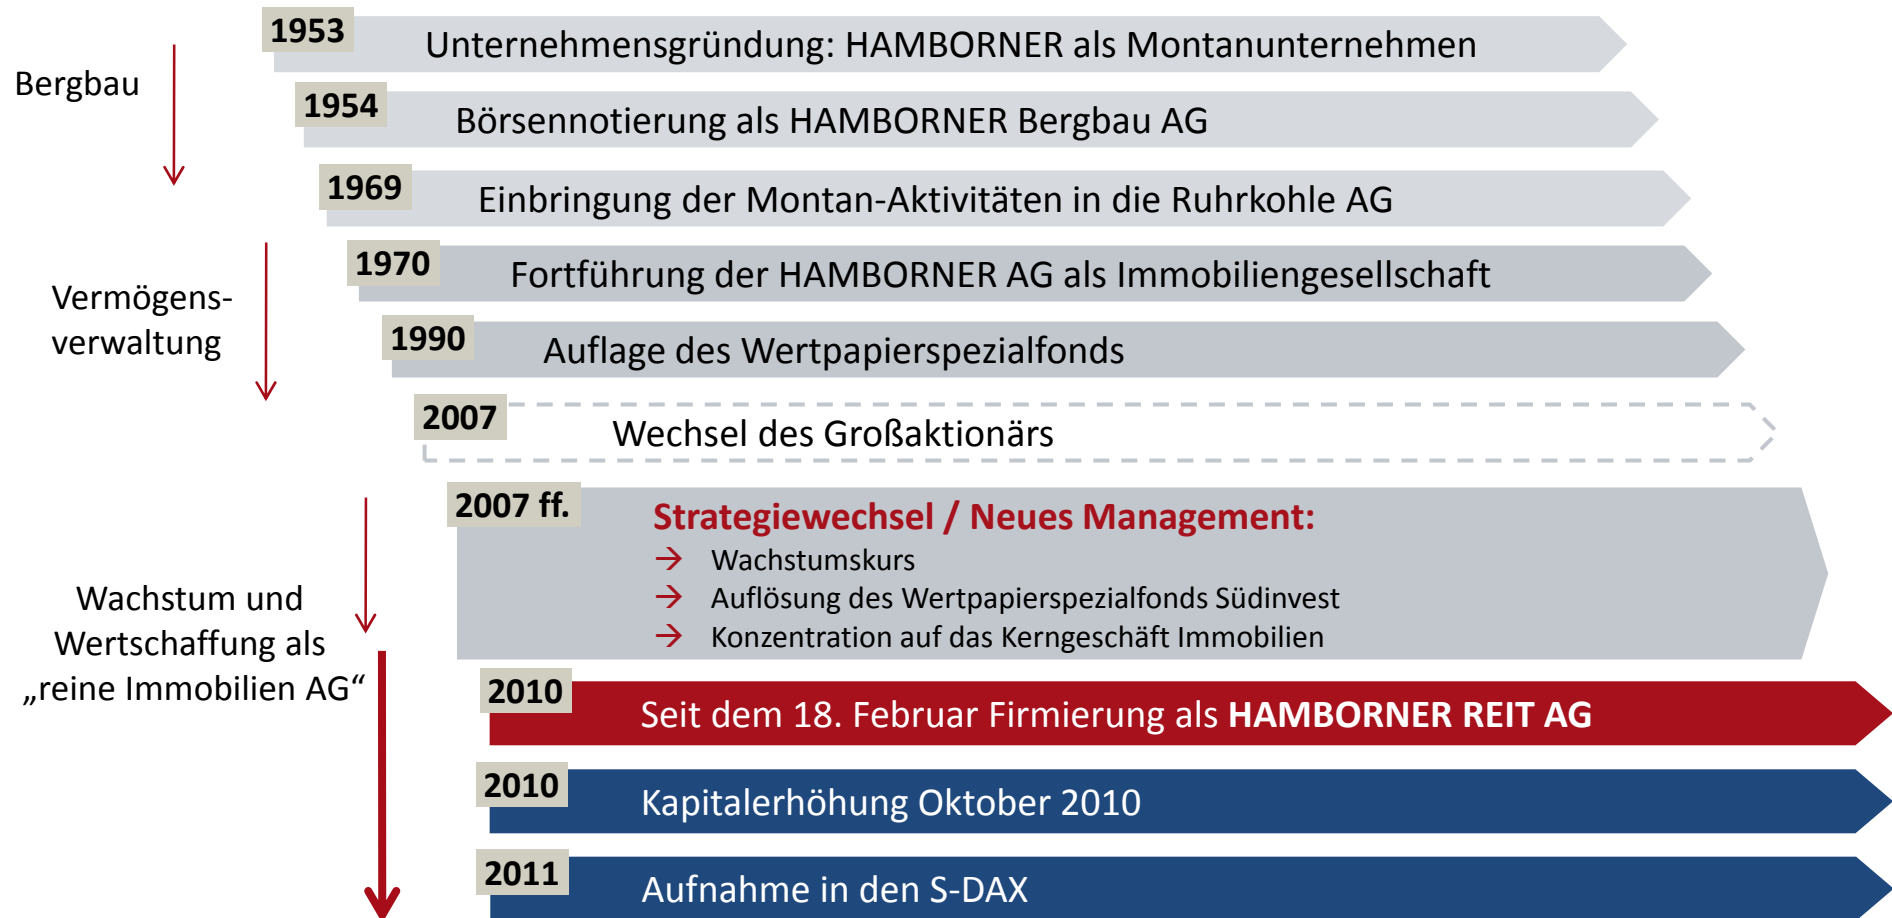 1953
Unternehmensgründung: HAMBORNER als Montanunternehmen
Bergbau
1954
Börsennotierung als HAMBORNER Bergbau AG
1969
Einbringung der Montan-Aktivitäten in die Ruhrkohle AG
1970
Fortführung der HAMBORNER AG als Immobiliengesellschaft
Vermögens-
verwaltung
1990
Auflage des Wertpapierspezialfonds
2007
Wechsel des Großaktionärs
2007 ff.
Strategiewechsel / Neues Management:
→ Wachstumskurs
→ Auflösung des Wertpapierspezialfonds Südinvest
→ Konzentration auf das Kerngeschäft Immobilien
Wachstum und
Wertschaffung als
„reine Immobilien AG“
2010
Seit dem 18. Februar Firmierung als HAMBORNER REIT AG
2010
Kapitalerhöhung Oktober 2010
2011
Aufnahme in den S-DAX